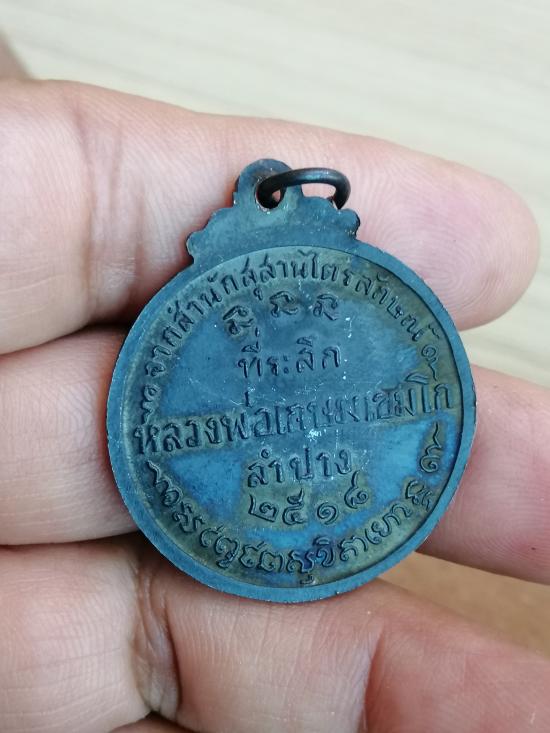 จากสำนักสุสานไตรลักษณ์
ที่ระลึก
หลวงพ่อเกษมเขมโก
ลำปาง
๒๕๑๘